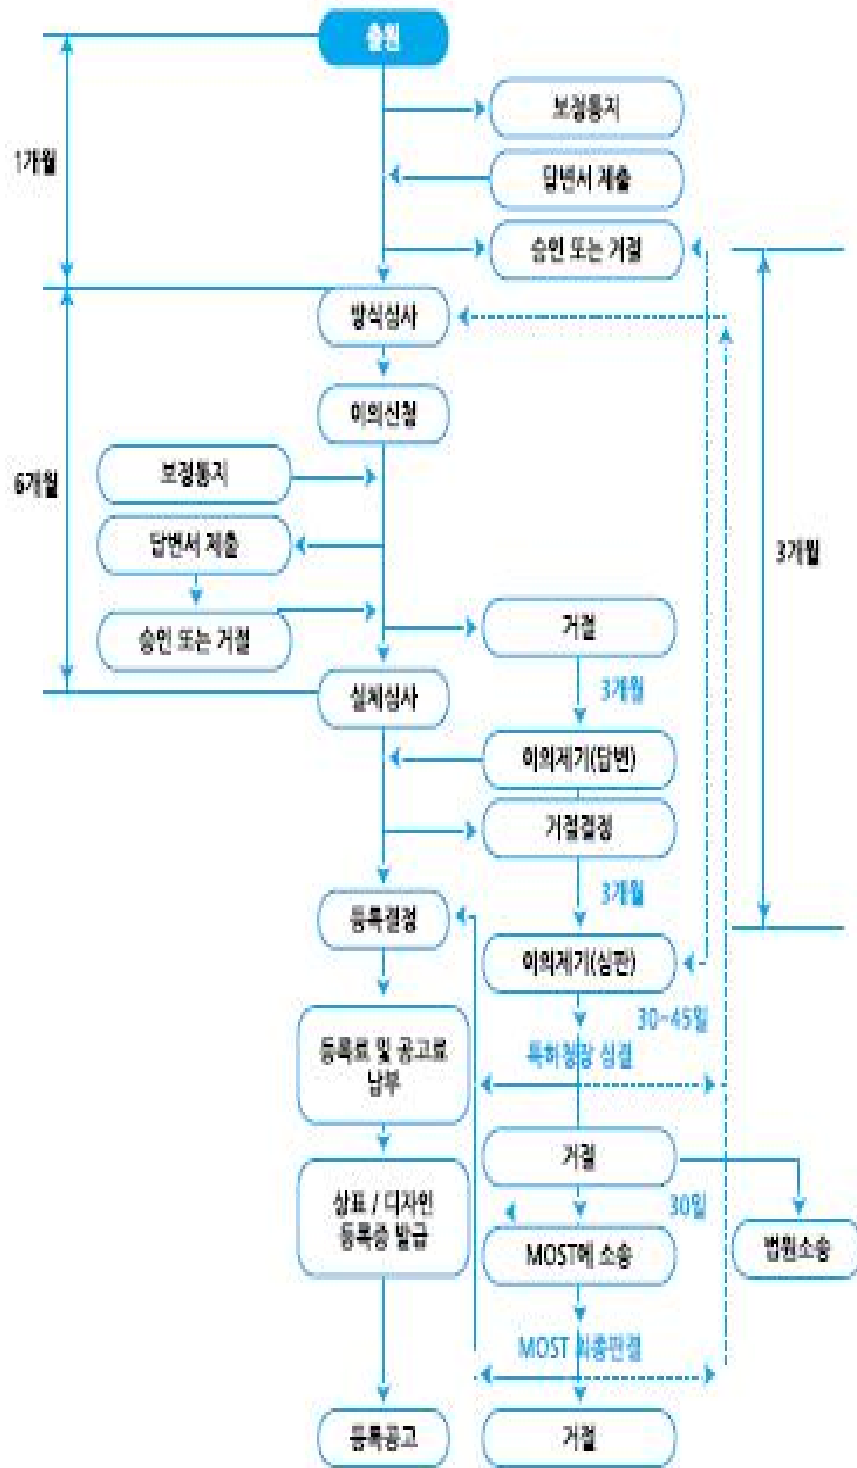 출원
보정통지
1개월
답변서 제출
승인 또는 거절
방식심사
이의신청
보정통지
6개월
답변서 제출
3개월
승인 또는 거절
거절
3개월
실체심사
이의제기(답변)
거절결정
3개월
등록결정
이의제기(심판)
30~45일
특허청장 심결
등록료 및 공고료
납부
거절
30일
상표 / 디자인
등록증 발급
MOST에 소송
법원소송
MOST 최종판결
등록공고
거절